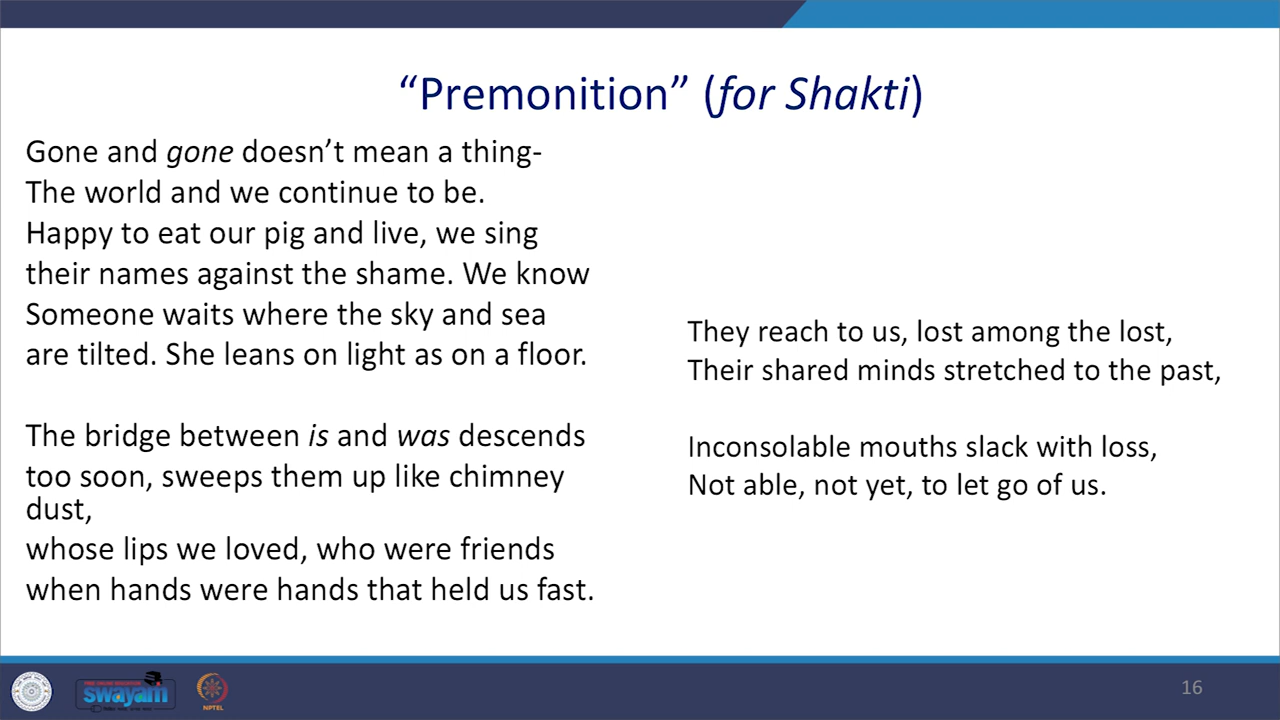 “Premonition” (for Shakti)
Gone and gone doesn’t mean a thing-
The world and we continue to be.
Happy to eat our pig and live, we sing
their names against the shame. We know
Someone waits where the sky and sea
are tilted. She leans on light as on a floor.
The bridge between is and was descends
too soon, sweeps them up like chimney
dust,
whose lips we loved, who were friends
when hands were hands that held us fast.
They reach to us, lost among the lost,
Their shared minds stretched to the past,
Inconsolable mouths slack with loss,
Not able, not yet, to let go of us.
swayam
NPTEL
16